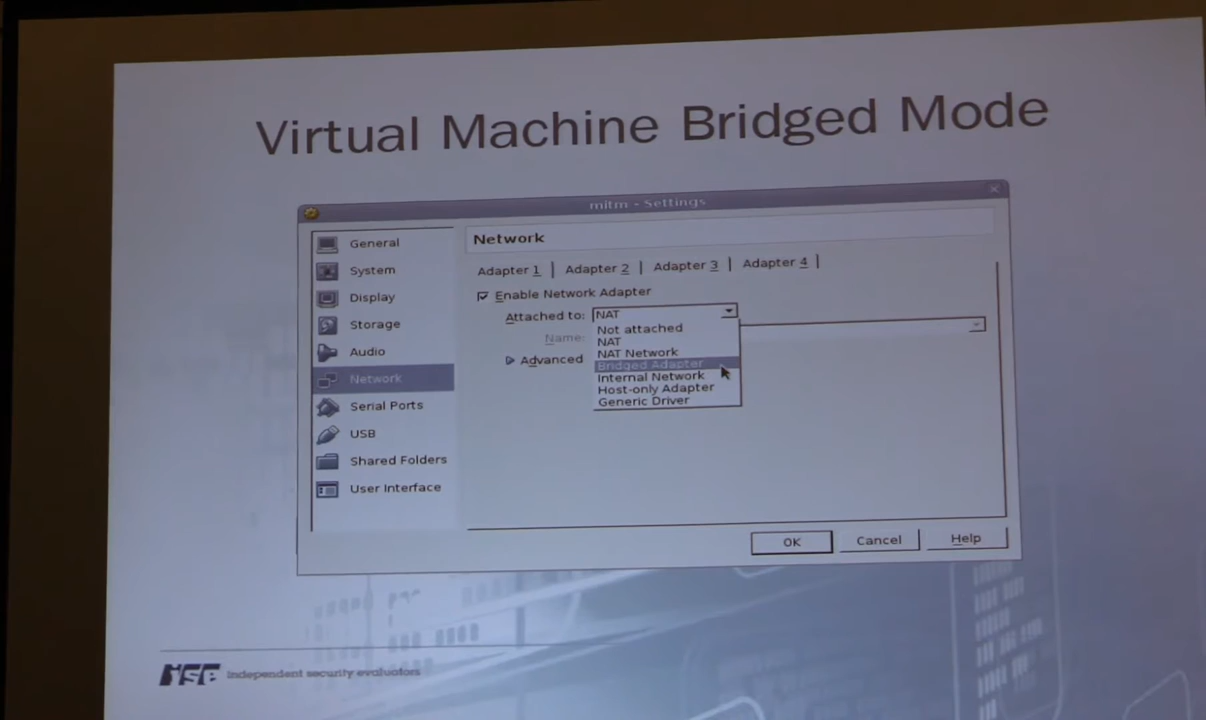 Virtual Machine Bridged Mode
mitm - Settings
General
System
Display
Storage
Audio
Network
Serial Ports
USB
Shared Folders
User Interface
Network
Adapter 1 | Adapter 2 | Adapter 3 | Adapter 4 |
Enable Network Adapter
Attached to: NAT
Not attached
NAT
NAT Network
Bridged Adapter
Internal Network
Host-only Adapter
Generic Driver
Name:
Advanced
OK Cancel Help
ise independent security evaluators